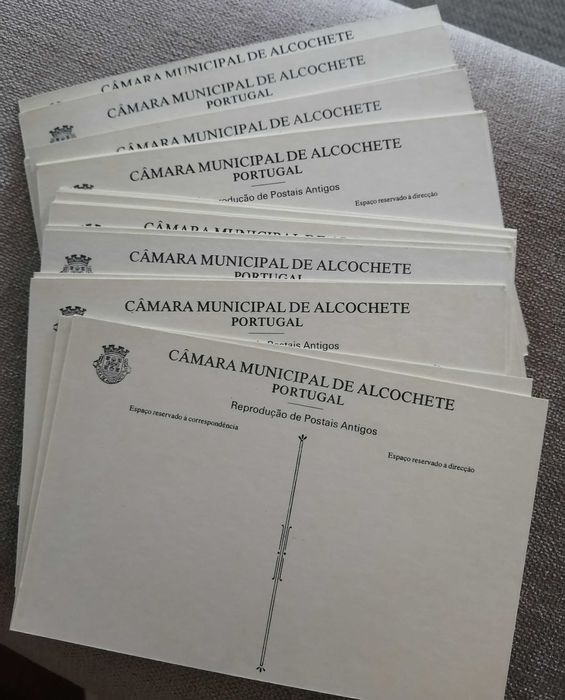 CÂMARA MUNICIPAL DE ALCOCHETE
CÂMARA MUNICIPAL DE ALCOCHETE
PORTUGAL
CÂMARA MUNICIPAL DE ALCOCHETE
CÂMARA MUNICIPAL DE ALCOCHETE
PORTUGAL
Postais Antigos
Espaço reservado à direcção
CÂMARA MUNICIPAL DE
CÂMARA MUNICIPAL DE ALCOCHETE
PORTUGAL
CÂMARA MUNICIPAL DE ALCOCHETE
PORTUGAL
Postais Antigos
CÂMARA MUNICIPAL DE ALCOCHETE
PORTUGAL
Reprodução de Postais Antigos
Espaço reservado à correspondência
Espaço reservado à direcção